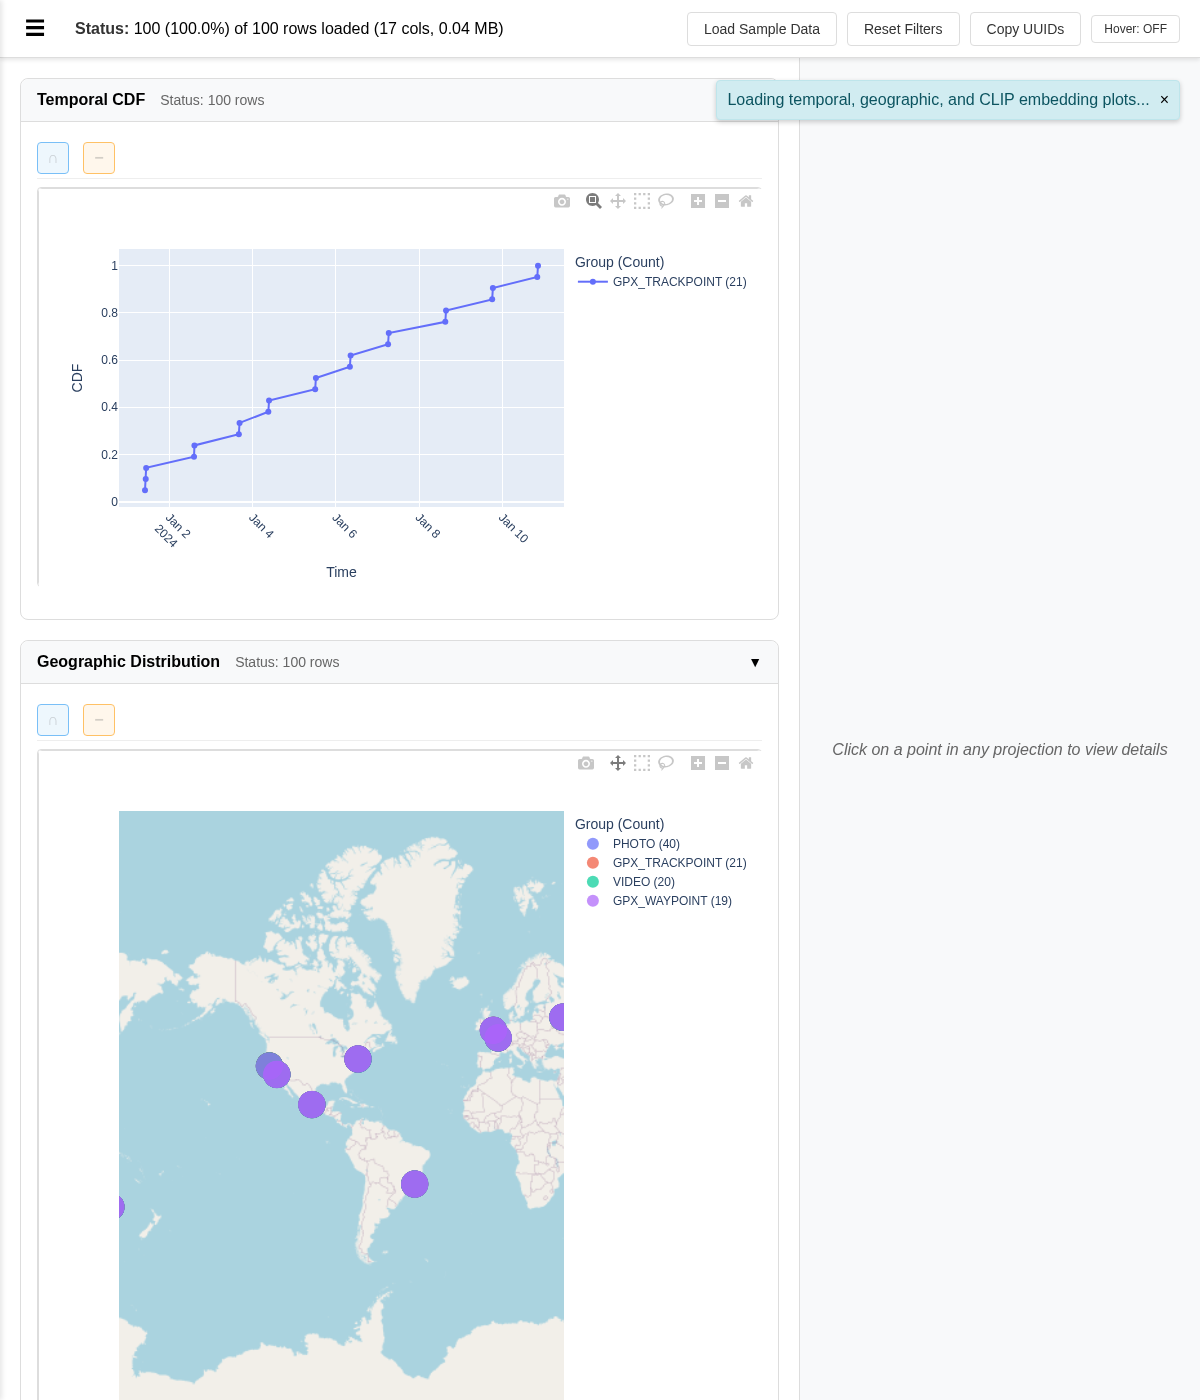 Status: 100 (100.0%) of 100 rows loaded (17 cols, 0.04 MB)
Load Sample Data
Reset Filters
Copy UUIDs
Hover: OFF
Temporal CDF
Status: 100 rows
Loading temporal, geographic, and CLIP embedding plots... ×
∩
−
Group (Count)
GPX_TRACKPOINT (21)
1
0.8
0.6
0.4
0.2
0
CDF
Jan 2
2024
Jan 4
Jan 6
Jan 8
Jan 10
Time
Geographic Distribution
Status: 100 rows
▼
∩
−
Click on a point in any projection to view details
Group (Count)
PHOTO (40)
GPX_TRACKPOINT (21)
VIDEO (20)
GPX_WAYPOINT (19)